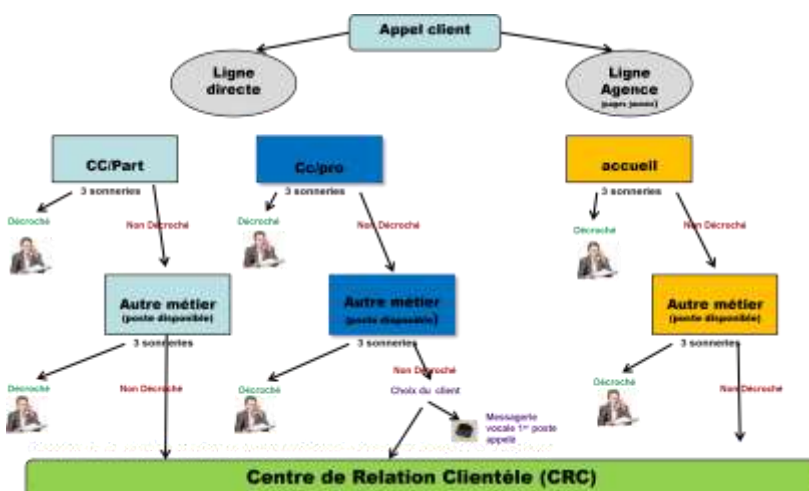 Appel client
Ligne
directe
Ligne
Agence
(pages jaunes)
CC/Part
Cc/pro
accueil
3 sonneries
3 sonneries
3 sonneries
Décroché
Non Décroché
Décroché
Non Décroché
Décroché
Non Décroché
Autre métier
(poste disponible)
Autre métier
(poste disponible)
Autre métier
(poste disponible)
3 sonneries
3 sonneries
3 sonneries
Décroché
Non Décroché
Décroché
Non Décroché
Décroché
Non Décroché
Choix du client
Messagerie
vocale 1er poste
appelé
Centre de Relation Clientéle (CRC)